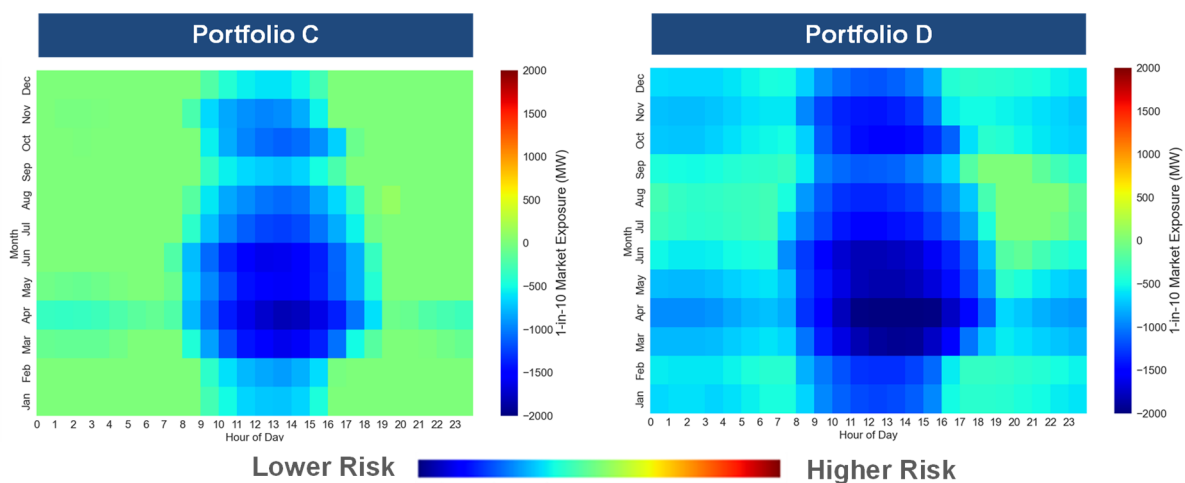 Portfolio C
Dec
Nov
Oct
Sep
Aug
Jul
Jun
May
Apr
Mar
Feb
Jan
Month
0 1 2 3 4 5 6 7 8 9 10 11 12 13 14 15 16 17 18 19 20 21 22 23
Hour of Day
2000
1500
1000
500
0
−500
−1000
−1500
−2000
1-in-10 Market Exposure (MW)
Portfolio D
Dec
Nov
Oct
Sep
Aug
Jul
Jun
May
Apr
Mar
Feb
Jan
Month
0 1 2 3 4 5 6 7 8 9 10 11 12 13 14 15 16 17 18 19 20 21 22 23
Hour of Day
2000
1500
1000
500
0
−500
−1000
−1500
−2000
1-in-10 Market Exposure (MW)
Lower Risk
Higher Risk